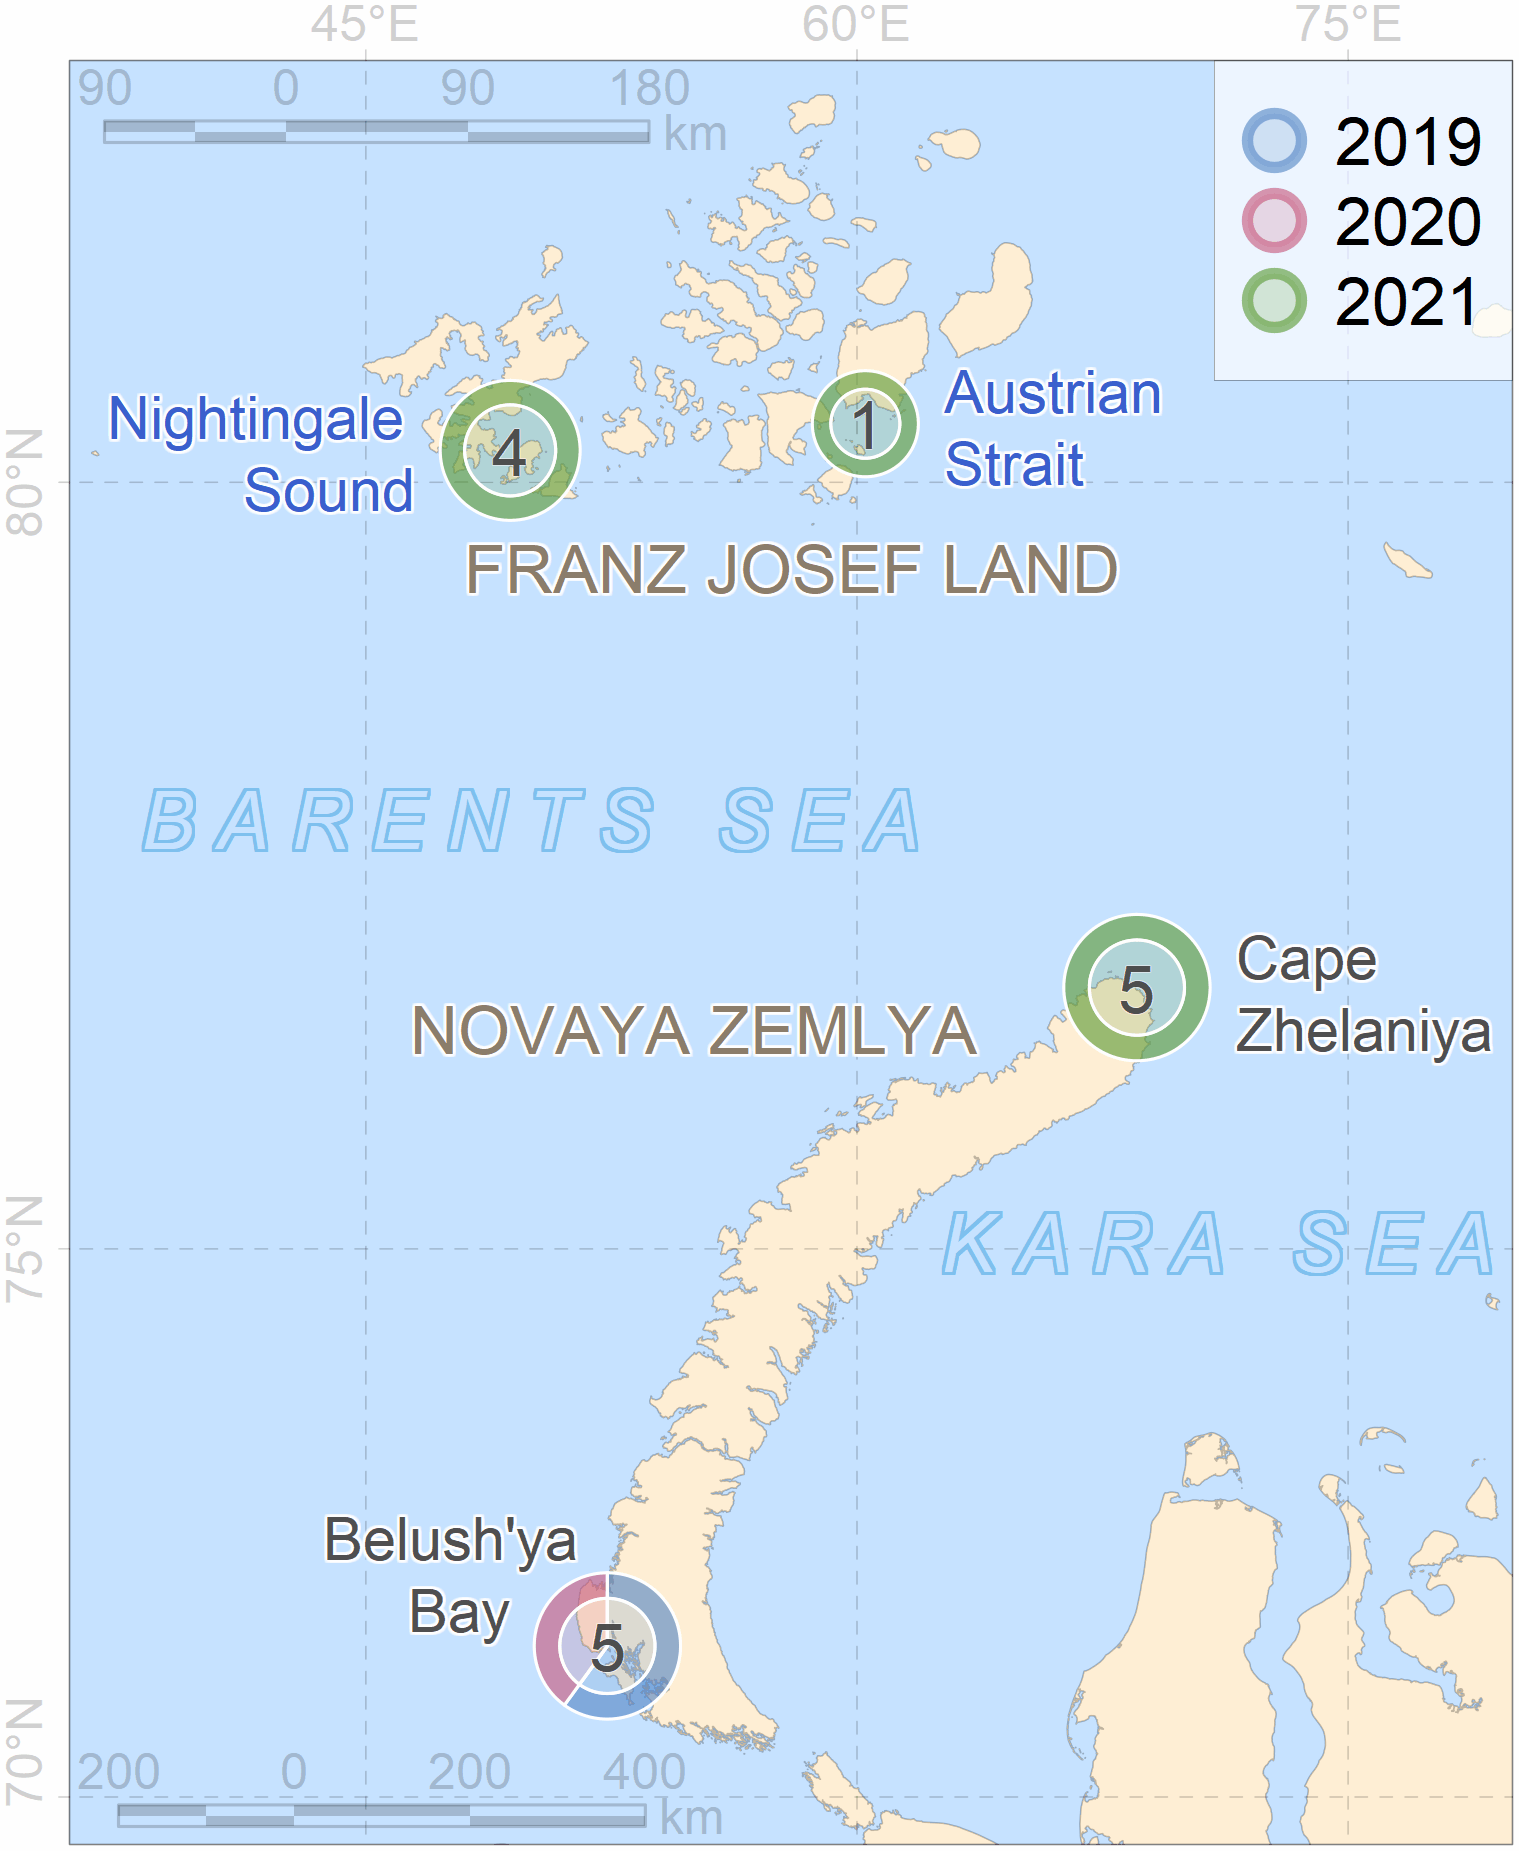 45°E 60°E 75°E
90 0 90 180
km
2019
2020
2021
Nightingale
Sound
4
1
Austrian
Strait
80°N
FRANZ JOSEF LAND
BARENTS SEA
Cape
Zhelaniya
5
NOVAYA ZEMLYA
75°N
KARA SEA
Belush'ya
Bay
5
70°N
200 0 200 400
km